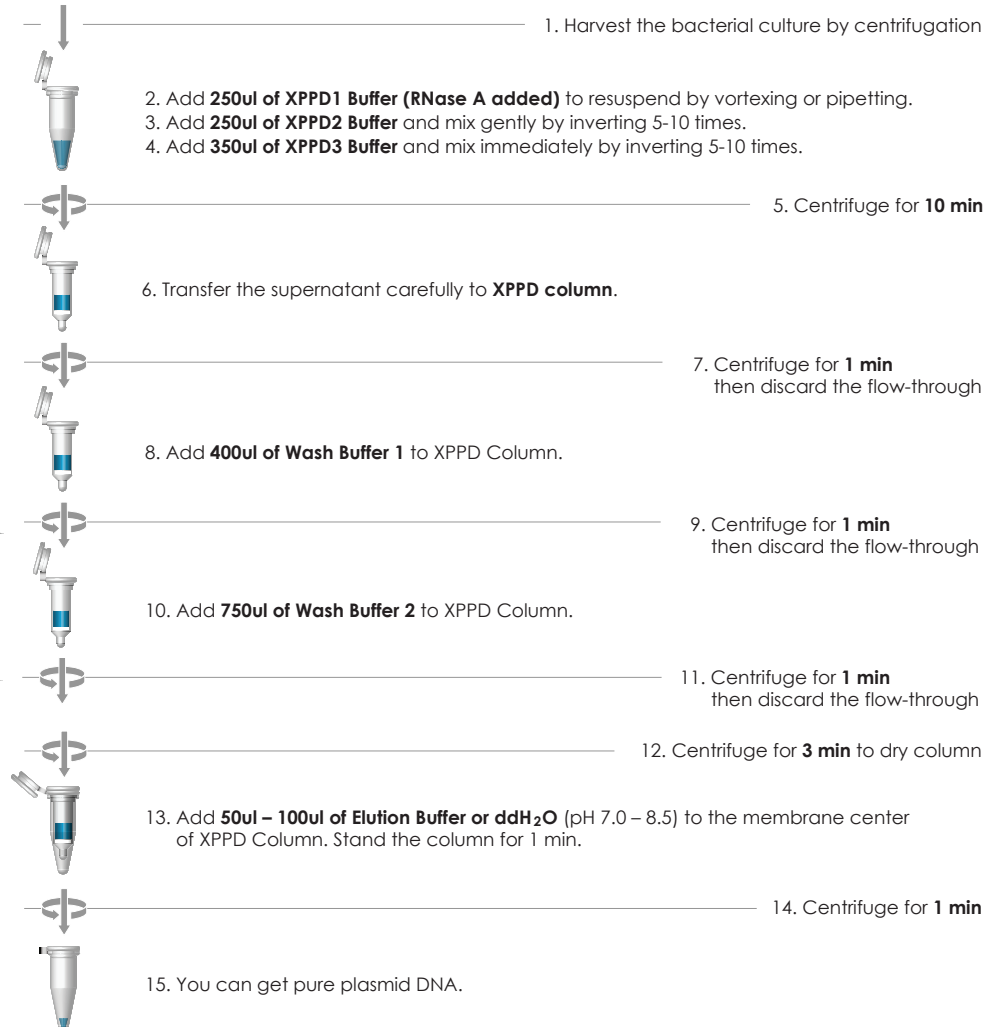 1. Harvest the bacterial culture by centrifugation
2. Add 250ul of XPPD1 Buffer (RNase A added) to resuspend by vortexing or pipetting.
3. Add 250ul of XPPD2 Buffer and mix gently by inverting 5-10 times.
4. Add 350ul of XPPD3 Buffer and mix immediately by inverting 5-10 times.
5. Centrifuge for 10 min
6. Transfer the supernatant carefully to XPPD column.
7. Centrifuge for 1 min
then discard the flow-through
8. Add 400ul of Wash Buffer 1 to XPPD Column.
9. Centrifuge for 1 min
then discard the flow-through
10. Add 750ul of Wash Buffer 2 to XPPD Column.
11. Centrifuge for 1 min
then discard the flow-through
12. Centrifuge for 3 min to dry column
13. Add 50ul – 100ul of Elution Buffer or ddH₂O (pH 7.0 – 8.5) to the membrane center
of XPPD Column. Stand the column for 1 min.
14. Centrifuge for 1 min
15. You can get pure plasmid DNA.